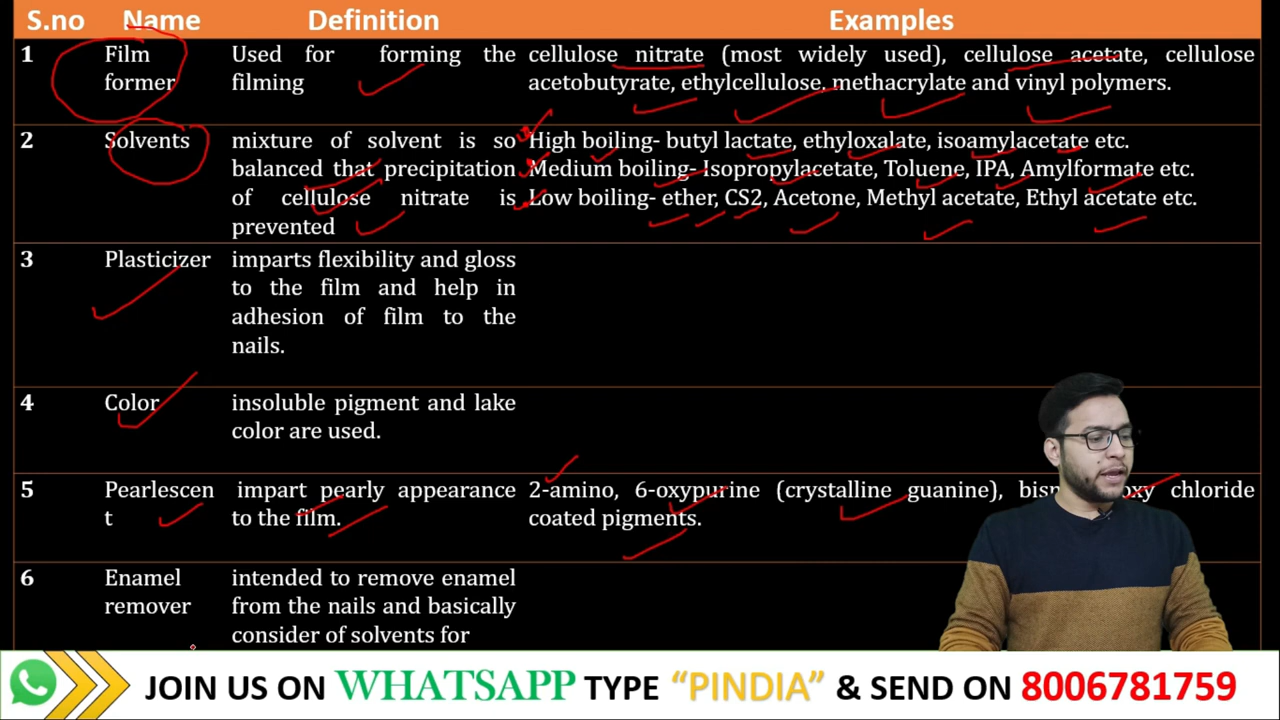 S.no Name Definition Examples
1 Film Used for forming the cellulose nitrate (most widely used), cellulose acetate, cellulose
former filming acetobutyrate, ethylcellulose. methacrylate and vinyl polymers.
2 Solvents mixture of solvent is so High boiling- butyl lactate, ethyloxalate, isoamylacetate etc.
balanced that precipitation Medium boiling- Isopropylacetate, Toluene, IPA, Amylformate etc.
of cellulose nitrate is Low boiling- ether, CS2, Acetone, Methyl acetate, Ethyl acetate etc.
prevented
3 Plasticizer imparts flexibility and gloss
to the film and help in
adhesion of film to the
nails.
4 Color insoluble pigment and lake
color are used.
5 Pearlescen impart pearly appearance 2-amino, 6-oxypurine (crystalline guanine), chloride
t to the film. coated pigments.
6 Enamel intended to remove enamel
remover from the nails and basically
consider of solvents for
JOIN US ON WHATSAPP TYPE “PINDIA” & SEND ON 8006781759